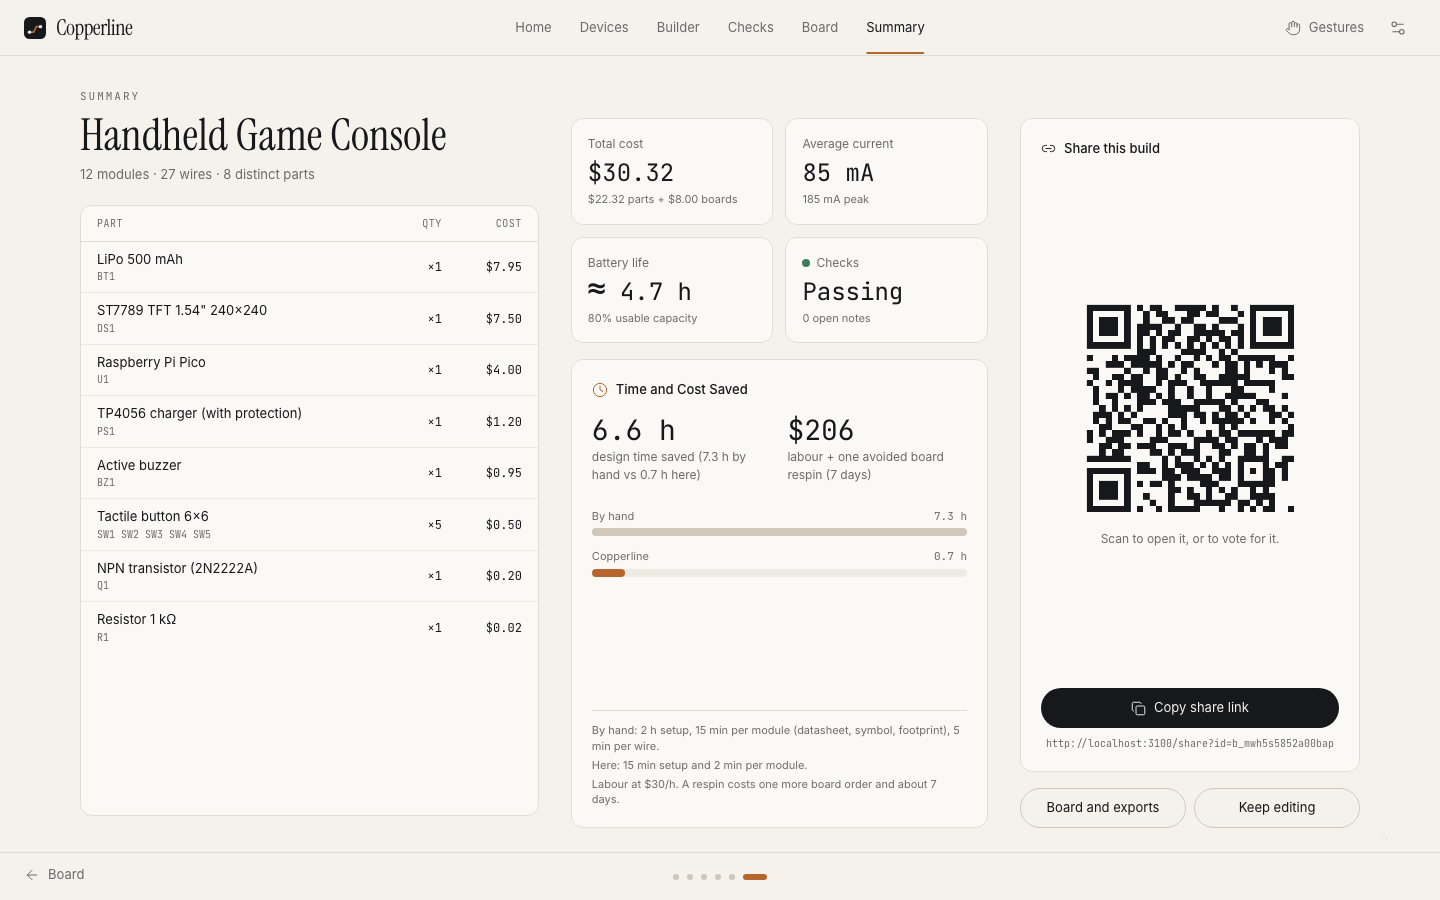 Copperline
Home
Devices
Builder
Checks
Board
Summary
Gestures
SUMMARY
Handheld Game Console
12 modules · 27 wires · 8 distinct parts
PART QTY COST
LiPo 500 mAh
BT1
×1 $7.95
ST7789 TFT 1.54" 240×240
DS1
×1 $7.50
Raspberry Pi Pico
U1
×1 $4.00
TP4056 charger (with protection)
PS1
×1 $1.20
Active buzzer
BZ1
×1 $0.95
Tactile button 6×6
SW1 SW2 SW3 SW4 SW5
×5 $0.50
NPN transistor (2N2222A)
Q1
×1 $0.20
Resistor 1 kΩ
R1
×1 $0.02
Total cost
$30.32
$22.32 parts + $8.00 boards
Average current
85 mA
185 mA peak
Battery life
≈ 4.7 h
80% usable capacity
Checks
Passing
0 open notes
Time and Cost Saved
6.6 h
design time saved (7.3 h by
hand vs 0.7 h here)
$206
labour + one avoided board
respin (7 days)
By hand 7.3 h
Copperline 0.7 h
By hand: 2 h setup, 15 min per module (datasheet, symbol, footprint), 5
min per wire.
Here: 15 min setup and 2 min per module.
Labour at $30/h. A respin costs one more board order and about 7
days.
Share this build
Scan to open it, or to vote for it.
Copy share link
http://localhost:3100/share?id=b_mwh5s5852a00bap
Board and exports
Keep editing
Board